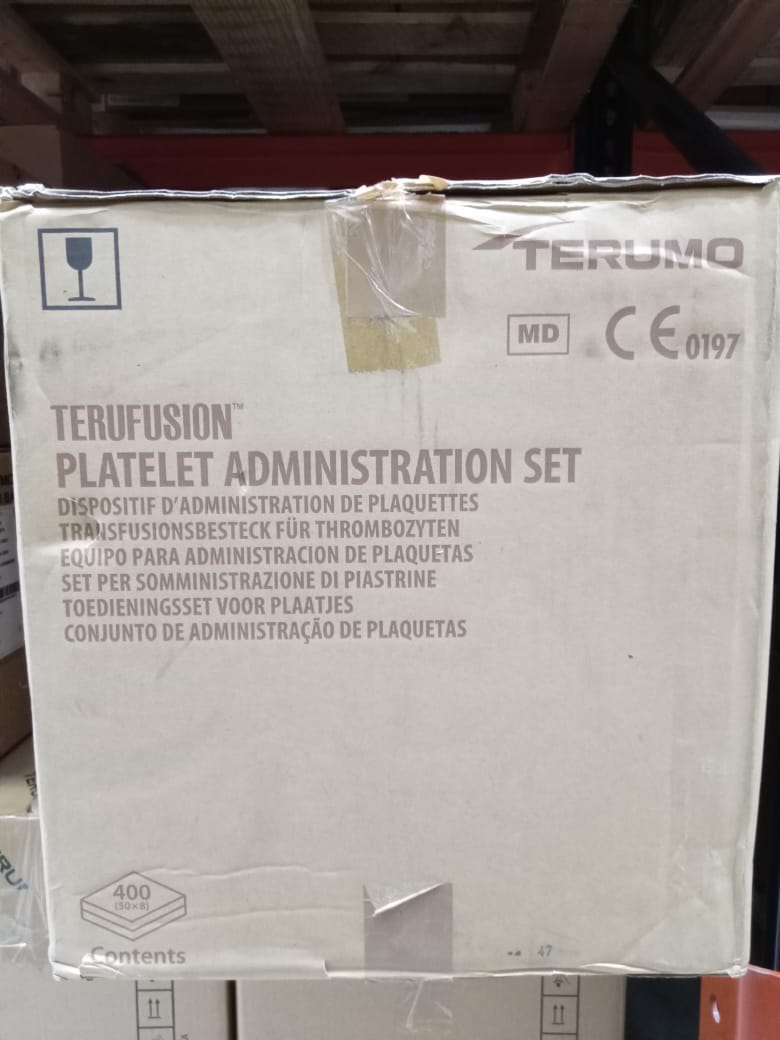 TERUMO
MD CE 0197
TERUFUSION™
PLATELET ADMINISTRATION SET
DISPOSITIF D'ADMINISTRATION DE PLAQUETTES
TRANSFUSIONSBESTECK FÜR THROMBOZYTEN
EQUIPO PARA ADMINISTRACION DE PLAQUETAS
SET PER SOMMINISTRAZIONE DI PIASTRINE
TOEDIENINGSSET VOOR PLAATJES
CONJUNTO DE ADMINISTRAÇÃO DE PLAQUETAS
400
(50×8)
Contents
47